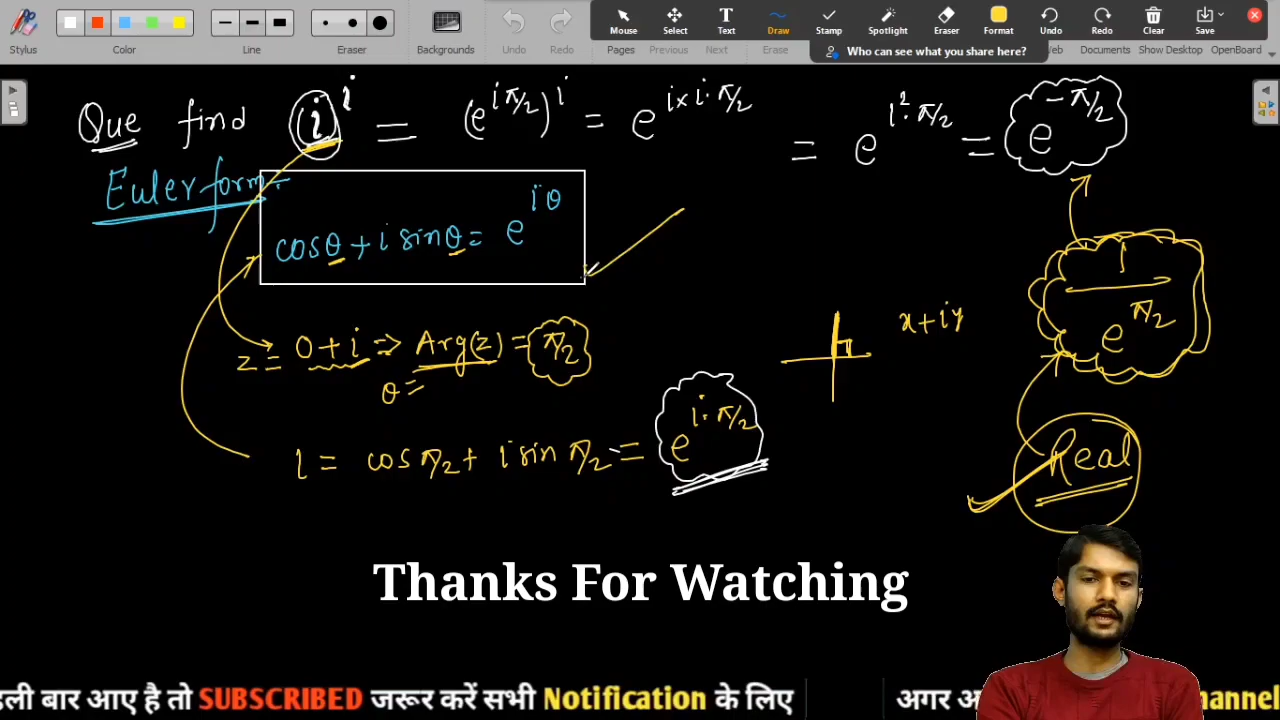 Mouse Select Text Draw Stamp Spotlight Eraser Format Undo Redo Clear Save
Stylus Color Line Eraser Backgrounds Undo Redo Pages Previous Next Erase Web Documents Show Desktop OpenBoard
Who can see what you share here?
Que find (i)^i = (e^{iπ/2})^i = e^{i×i·π/2} = e^{i²·π/2} = e^{-π/2}
Euler form
cosθ + i sinθ = e^{iθ}
1/e^{π/2}
x+iy
z = 0+i => Arg(z) = π/2
θ =
i = cos π/2 + i sin π/2 = e^{i·π/2}
Real
Thanks For Watching
आए है तो SUBSCRIBED जरूर करें सभी Notification के लिए
अगर